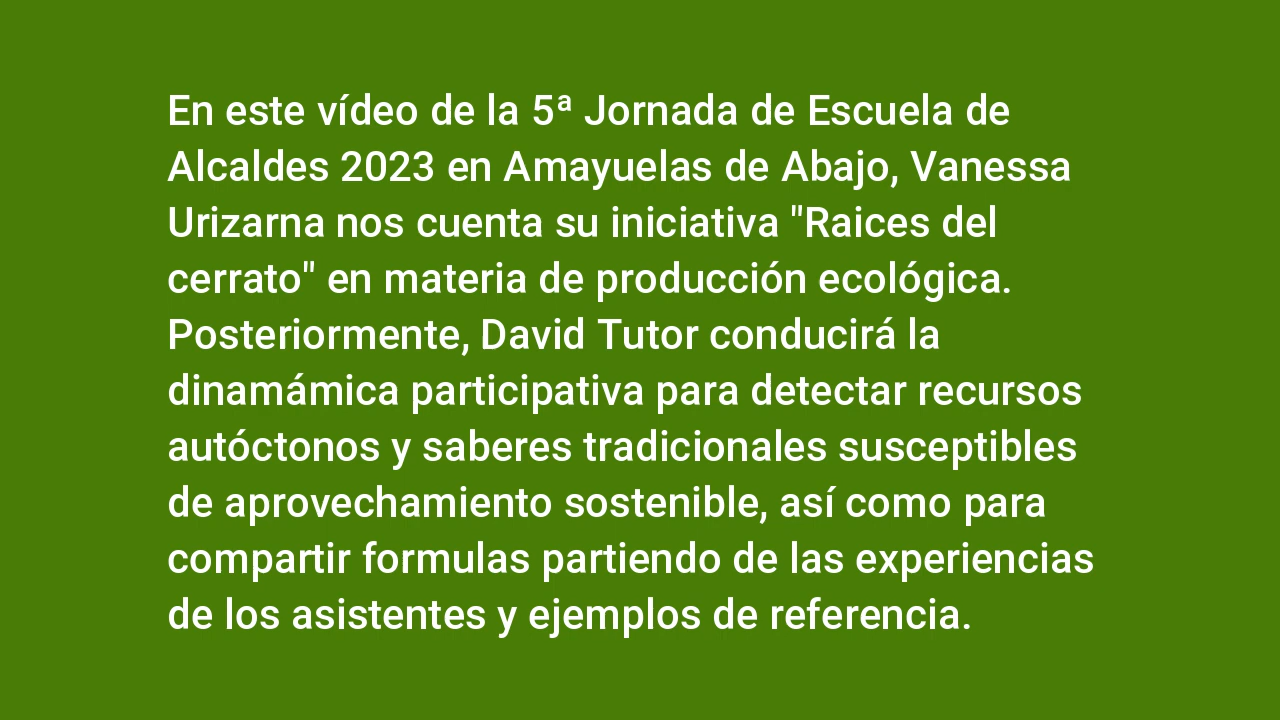 En este vídeo de la 5ª Jornada de Escuela de
Alcaldes 2023 en Amayuelas de Abajo, Vanessa
Urizarna nos cuenta su iniciativa "Raices del
cerrato" en materia de producción ecológica.
Posteriormente, David Tutor conducirá la
dinamámica participativa para detectar recursos
autóctonos y saberes tradicionales susceptibles
de aprovechamiento sostenible, así como para
compartir formulas partiendo de las experiencias
de los asistentes y ejemplos de referencia.